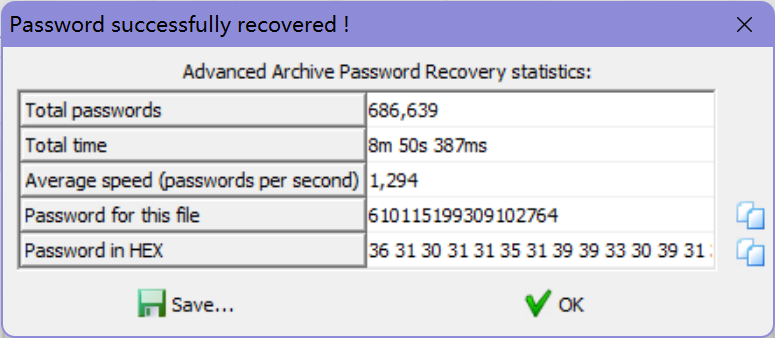 Password successfully recovered !
Advanced Archive Password Recovery statistics:
Total passwords 686,639
Total time 8m 50s 387ms
Average speed (passwords per second) 1,294
Password for this file 610115199309102764
Password in HEX 36 31 30 31 31 35 31 39 39 33 30 39 31
Save... OK